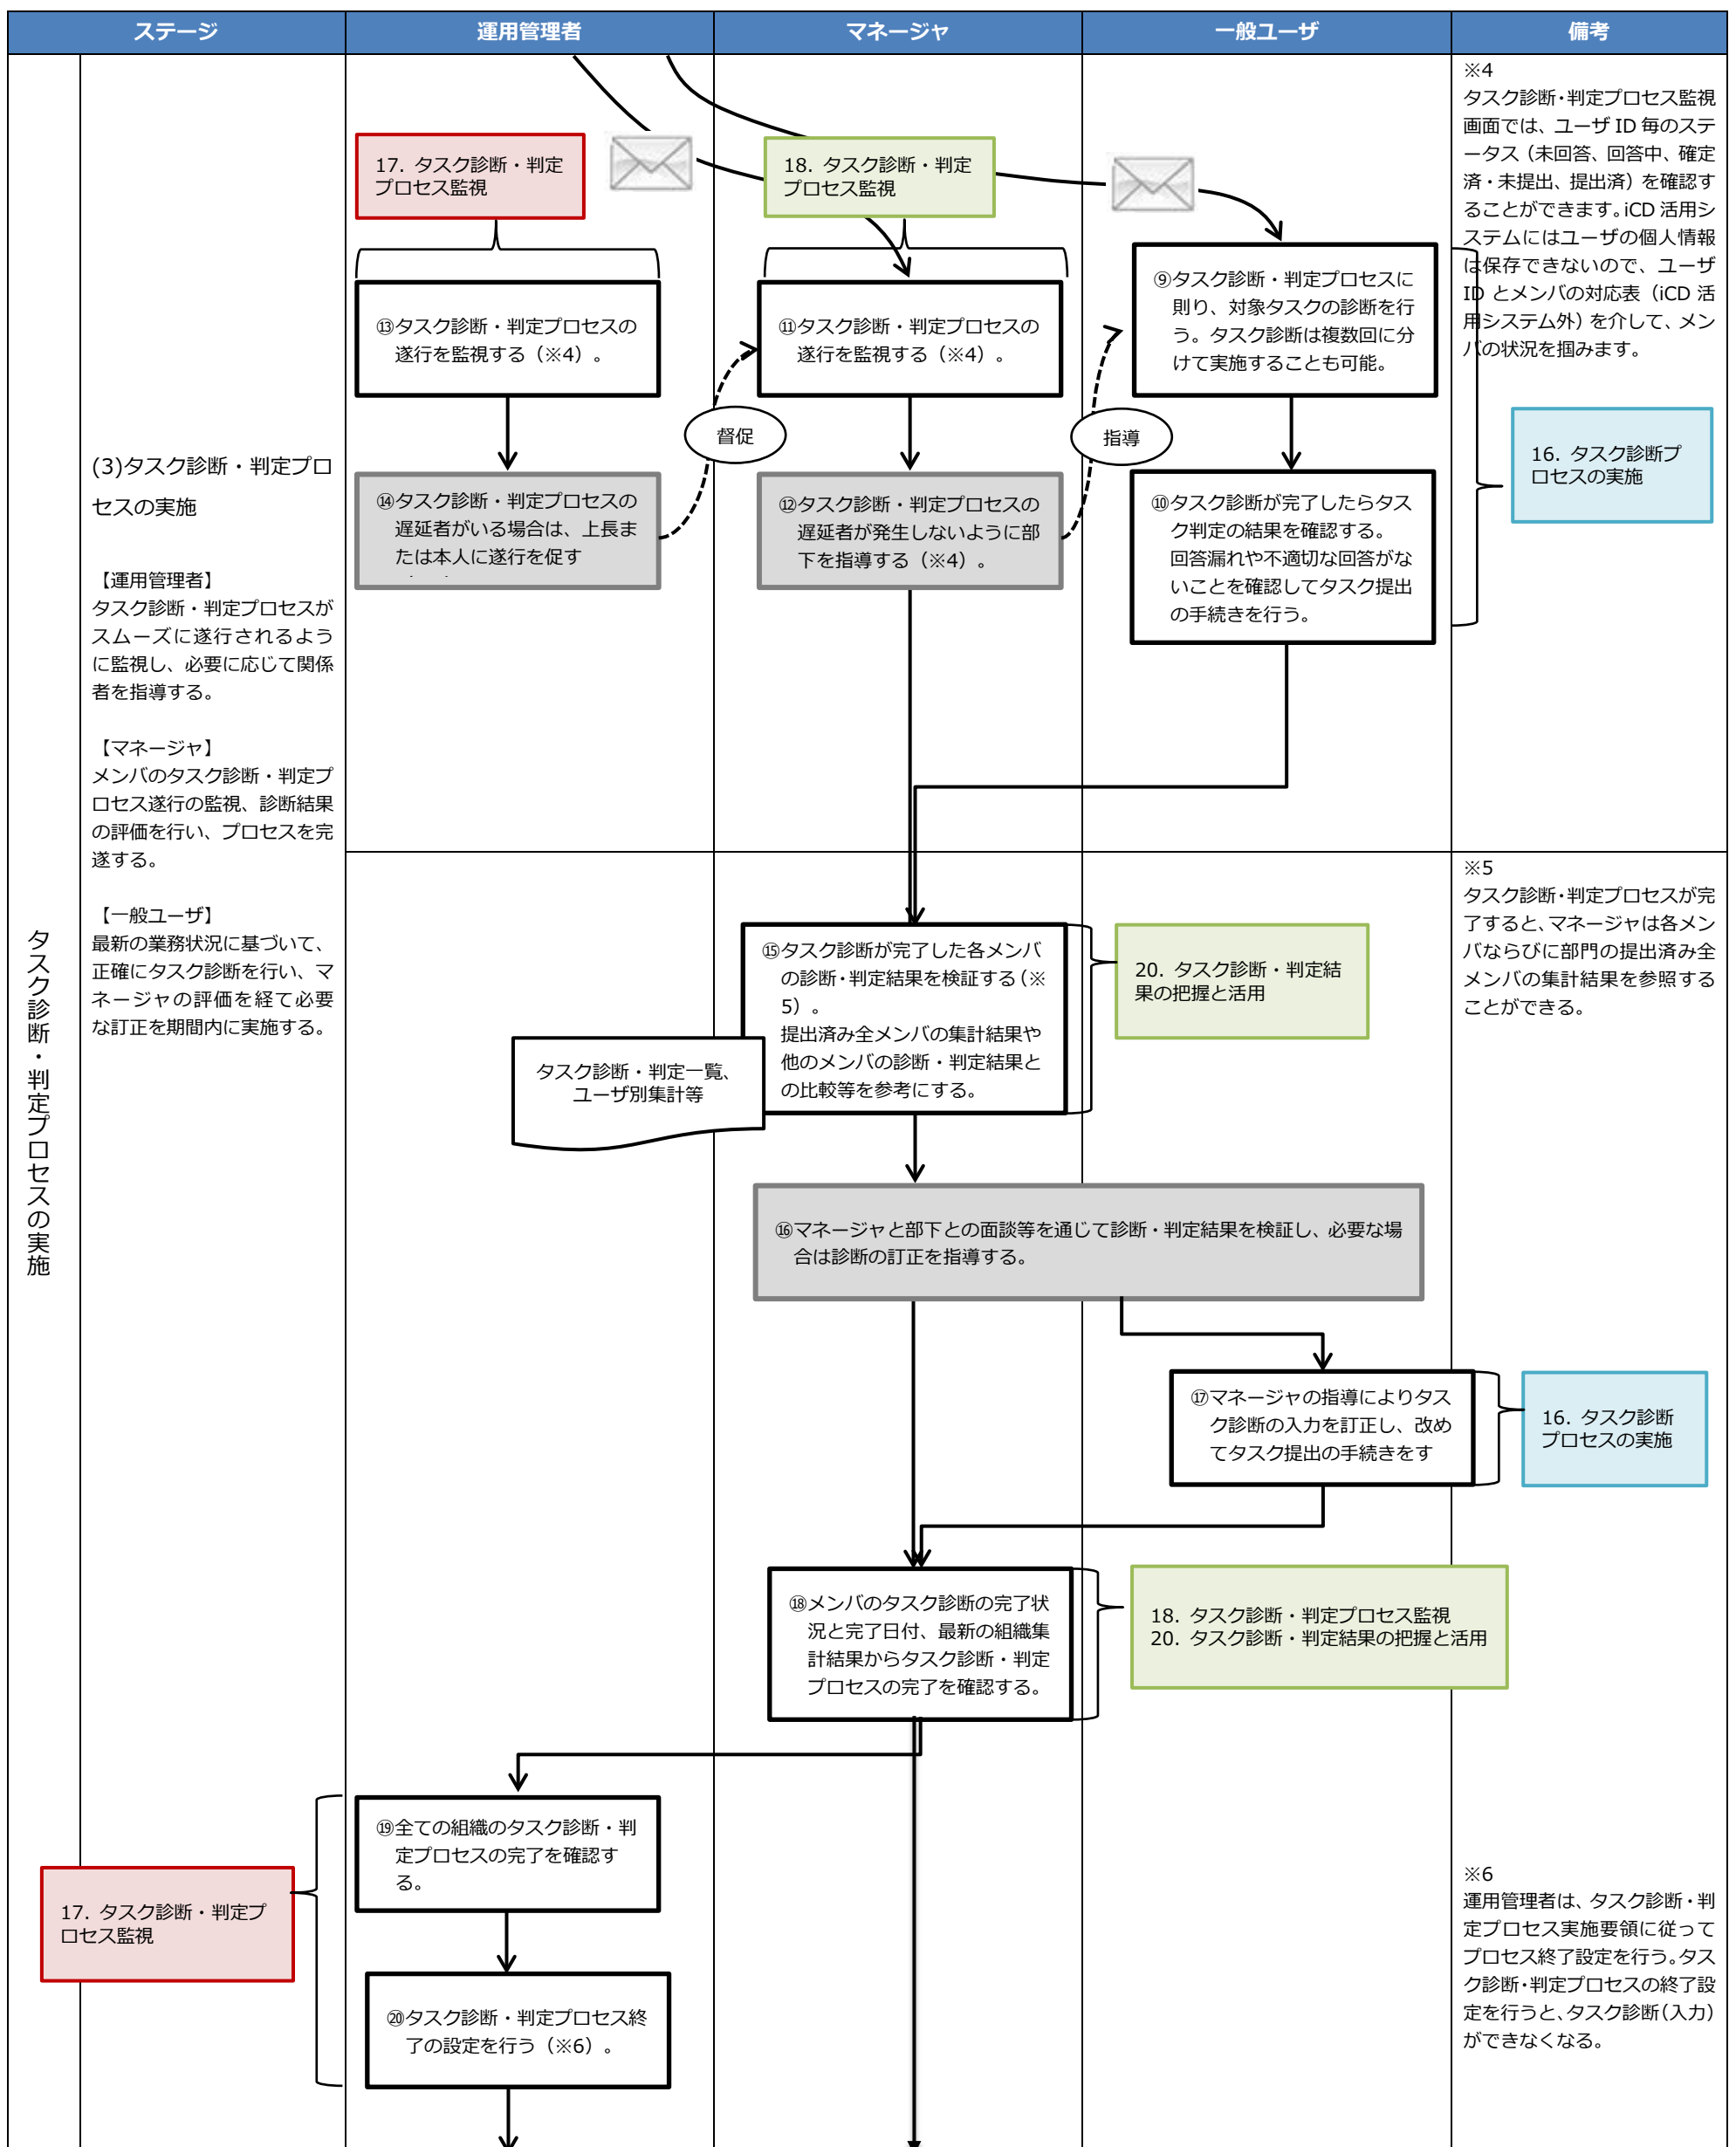 ステージ
運用管理者
マネージャ
一般ユーザ
備考
タスク診断・判定プロセスの実施
(3)タスク診断・判定プロ
セスの実施
【運用管理者】
タスク診断・判定プロセスが
スムーズに遂行されるよう
に監視し、必要に応じて関係
者を指導する。
【マネージャ】
メンバのタスク診断・判定プ
ロセス遂行の監視、診断結果
の評価を行い、プロセスを完
遂する。
【一般ユーザ】
最新の業務状況に基づいて、
正確にタスク診断を行い、マ
ネージャの評価を経て必要
な訂正を期間内に実施する。
17. タスク診断・判定
プロセス監視
18. タスク診断・判定
プロセス監視
⑬タスク診断・判定プロセスの
遂行を監視する（※4）。
⑪タスク診断・判定プロセスの
遂行を監視する（※4）。
⑨タスク診断・判定プロセスに
則り、対象タスクの診断を行
う。タスク診断は複数回に分
けて実施することも可能。
督促
指導
⑭タスク診断・判定プロセスの
遅延者がいる場合は、上長ま
たは本人に遂行を促す
⑫タスク診断・判定プロセスの
遅延者が発生しないように部
下を指導する（※4）。
⑩タスク診断が完了したらタス
ク判定の結果を確認する。
回答漏れや不適切な回答がな
いことを確認してタスク提出
の手続きを行う。
※4
タスク診断・判定プロセス監視
画面では、ユーザ ID 毎のステ
ータス（未回答、回答中、確定
済・未提出、提出済）を確認す
ることができます。iCD 活用シ
ステムにはユーザの個人情報
は保存できないので、ユーザ
ID とメンバの対応表（iCD 活
用システム外）を介して、メン
バの状況を掴みます。
16. タスク診断プ
ロセスの実施
⑮タスク診断が完了した各メンバ
の診断・判定結果を検証する（※
5）。
提出済み全メンバの集計結果や
他のメンバの診断・判定結果と
の比較等を参考にする。
タスク診断・判定一覧、
ユーザ別集計等
20. タスク診断・判定結
果の把握と活用
※5
タスク診断・判定プロセスが完
了すると、マネージャは各メン
バならびに部門の提出済み全
メンバの集計結果を参照する
ことができる。
⑯マネージャと部下との面談等を通じて診断・判定結果を検証し、必要な場
合は診断の訂正を指導する。
⑰マネージャの指導によりタス
ク診断の入力を訂正し、改め
てタスク提出の手続きをす
16. タスク診断
プロセスの実施
⑱メンバのタスク診断の完了状
況と完了日付、最新の組織集
計結果からタスク診断・判定
プロセスの完了を確認する。
18. タスク診断・判定プロセス監視
20. タスク診断・判定結果の把握と活用
⑲全ての組織のタスク診断・判
定プロセスの完了を確認す
る。
17. タスク診断・判定プ
ロセス監視
⑳タスク診断・判定プロセス終
了の設定を行う（※6）。
※6
運用管理者は、タスク診断・判
定プロセス実施要領に従って
プロセス終了設定を行う。タス
ク診断・判定プロセスの終了設
定を行うと、タスク診断（入力）
ができなくなる。